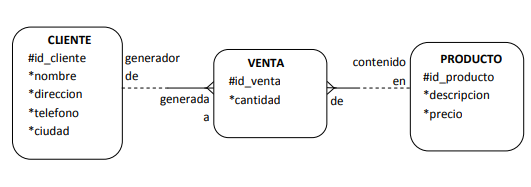 CLIENTE
#id_cliente
*nombre
*direccion
*telefono
*ciudad
generador
de
generada
a
VENTA
#id_venta
*cantidad
contenido
en
de
PRODUCTO
#id_producto
*descripcion
*precio